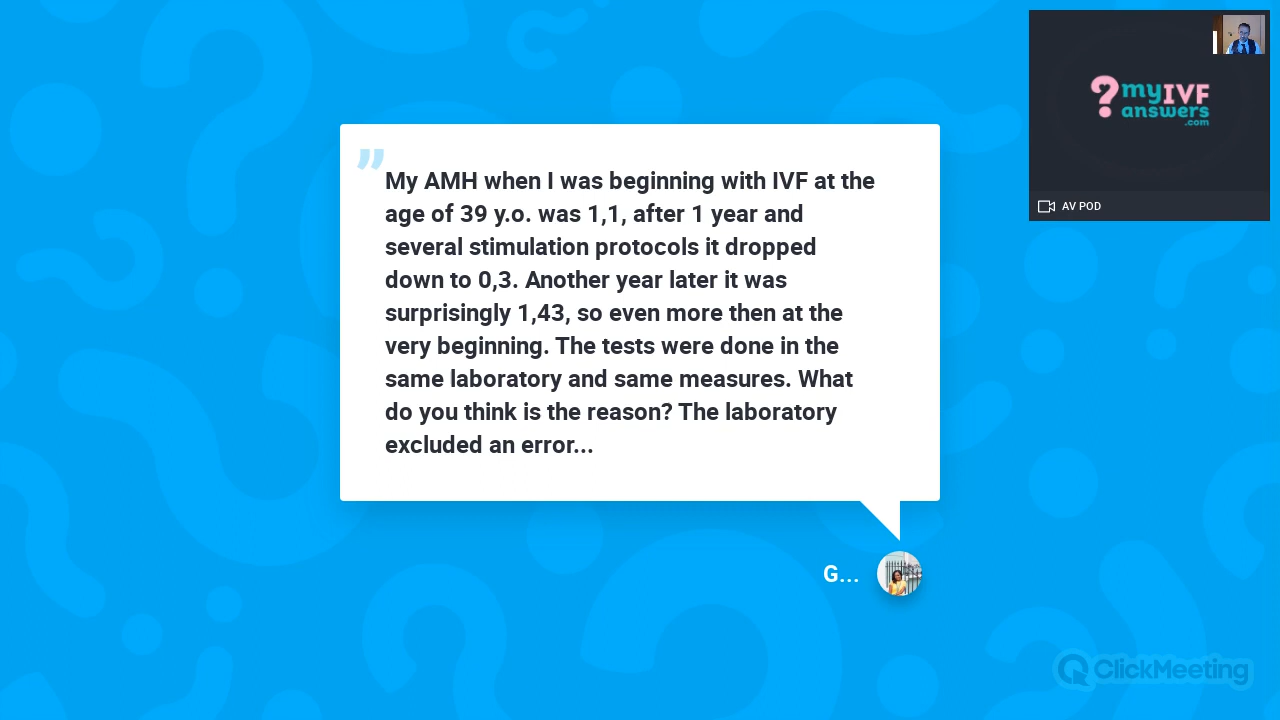 My AMH when I was beginning with IVF at the
age of 39 y.o. was 1,1, after 1 year and
several stimulation protocols it dropped
down to 0,3. Another year later it was
surprisingly 1,43, so even more then at the
very beginning. The tests were done in the
same laboratory and same measures. What
do you think is the reason? The laboratory
excluded an error...
G...
?myIVF
answers
.com
AV POD
ClickMeeting